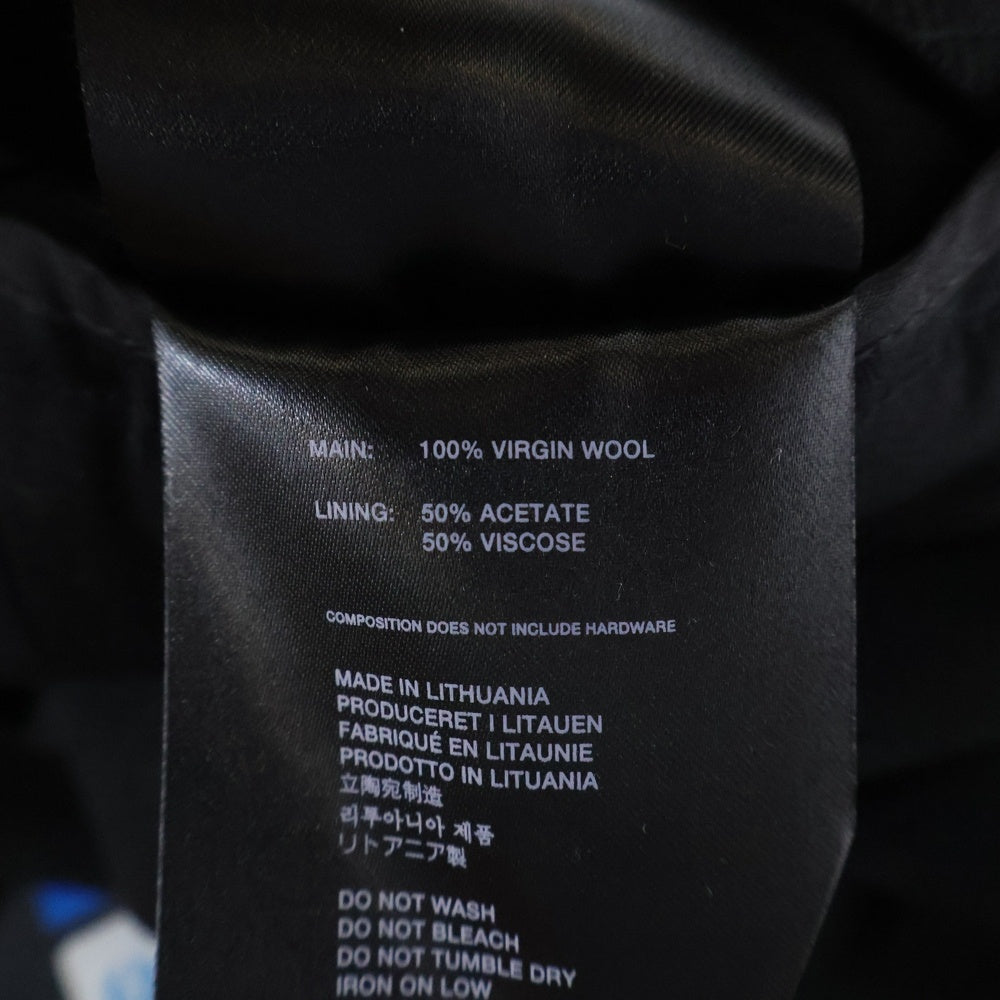 MAIN: 100% VIRGIN WOOL
LINING: 50% ACETATE
50% VISCOSE
COMPOSITION DOES NOT INCLUDE HARDWARE
MADE IN LITHUANIA
PRODUCERET I LITAUEN
FABRIQUÉ EN LITAUNIE
PRODOTTO IN LITUANIA
立陶宛制造
리투아니아 제품
リトアニア製
DO NOT WASH
DO NOT BLEACH
DO NOT TUMBLE DRY
IRON ON LOW